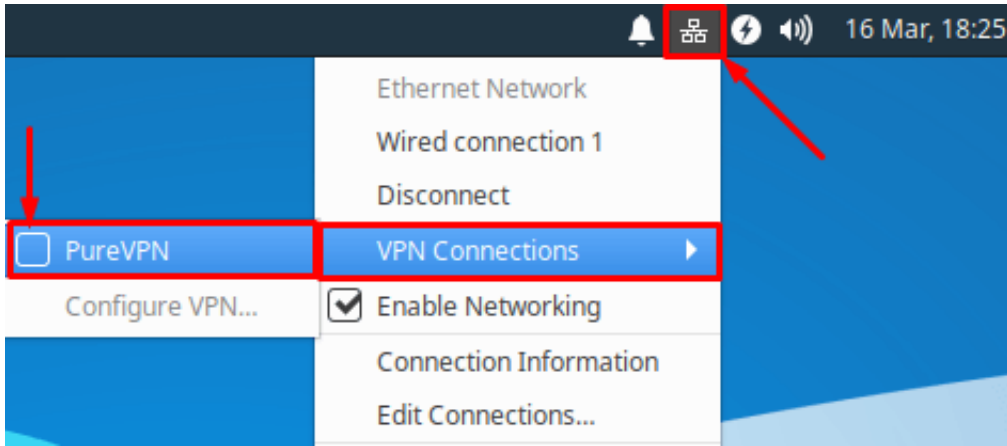 16 Mar, 18:25
Ethernet Network
Wired connection 1
Disconnect
VPN Connections
PureVPN
Configure VPN...
Enable Networking
Connection Information
Edit Connections...